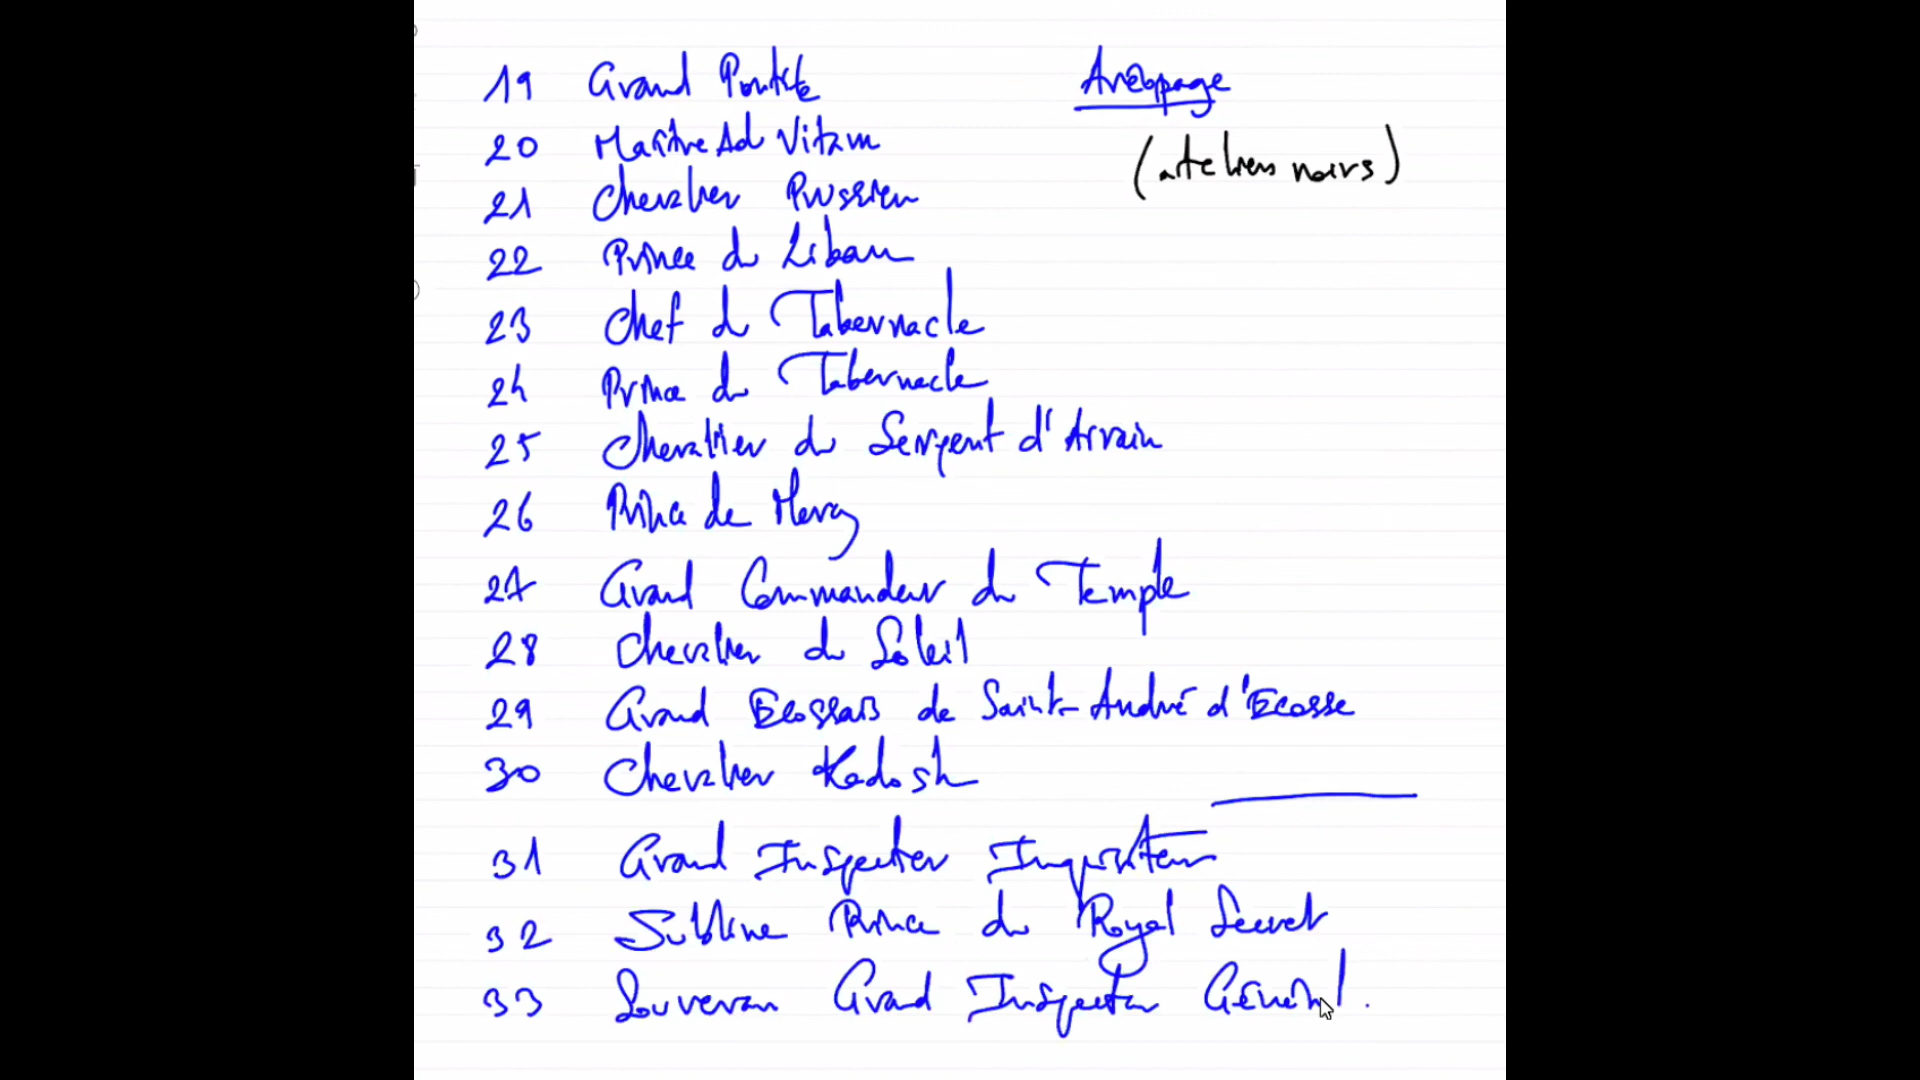 19 Grand Pontife
Aréopage
20 Maître Ad Vitam
(ateliers noirs)
21 Chevalier Prussien
22 Prince du Liban
23 Chef du Tabernacle
24 Prince du Tabernacle
25 Chevalier du Serpent d'Arrain
26 Prince de Mercy
27 Grand Commandeur du Temple
28 Chevalier du Soleil
29 Grand Ecossais de Saint-André d'Ecosse
30 Chevalier Kadosh
31 Grand Inspecteur Inquisiteur
32 Sublime Prince du Royal Secret
33 Souverain Grand Inspecteur Général.